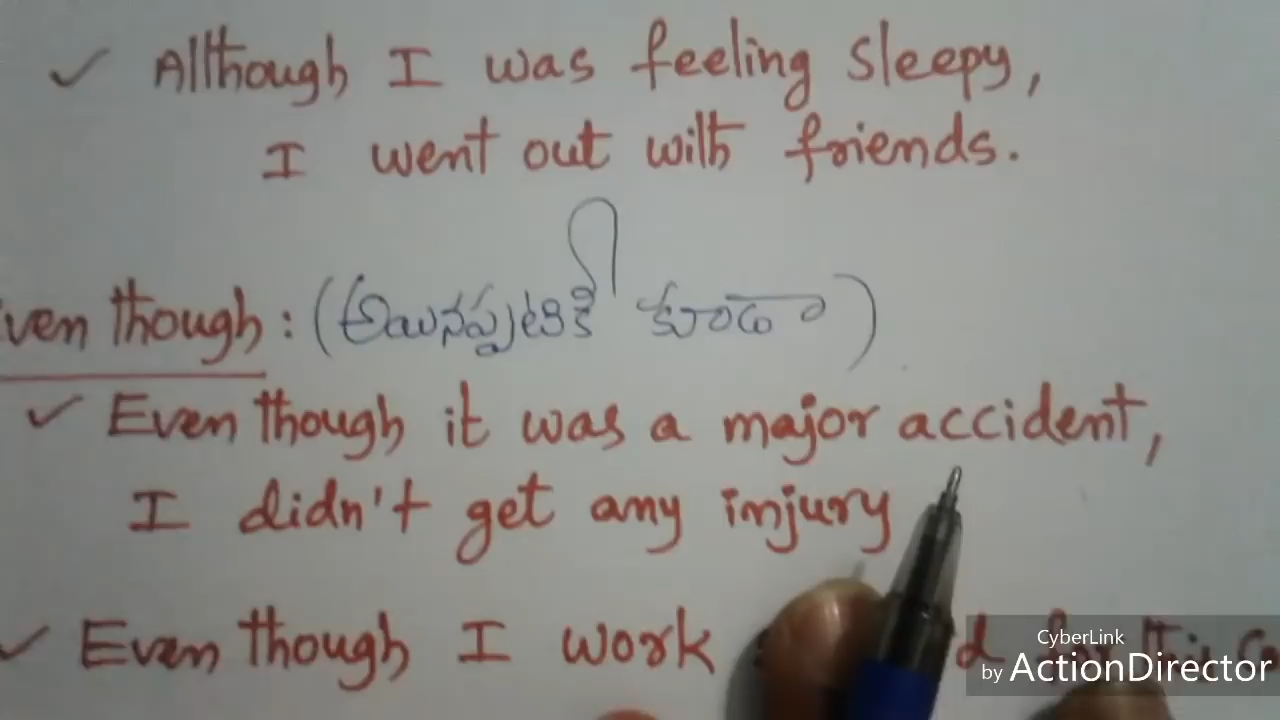 ✓ Although I was feeling sleepy,
I went out with friends.
ven though: (అయినప్పటికీ కూడా)
✓ Even though it was a major accident,
I didn't get any injury
✓ Even though I work
CyberLink
by ActionDirector